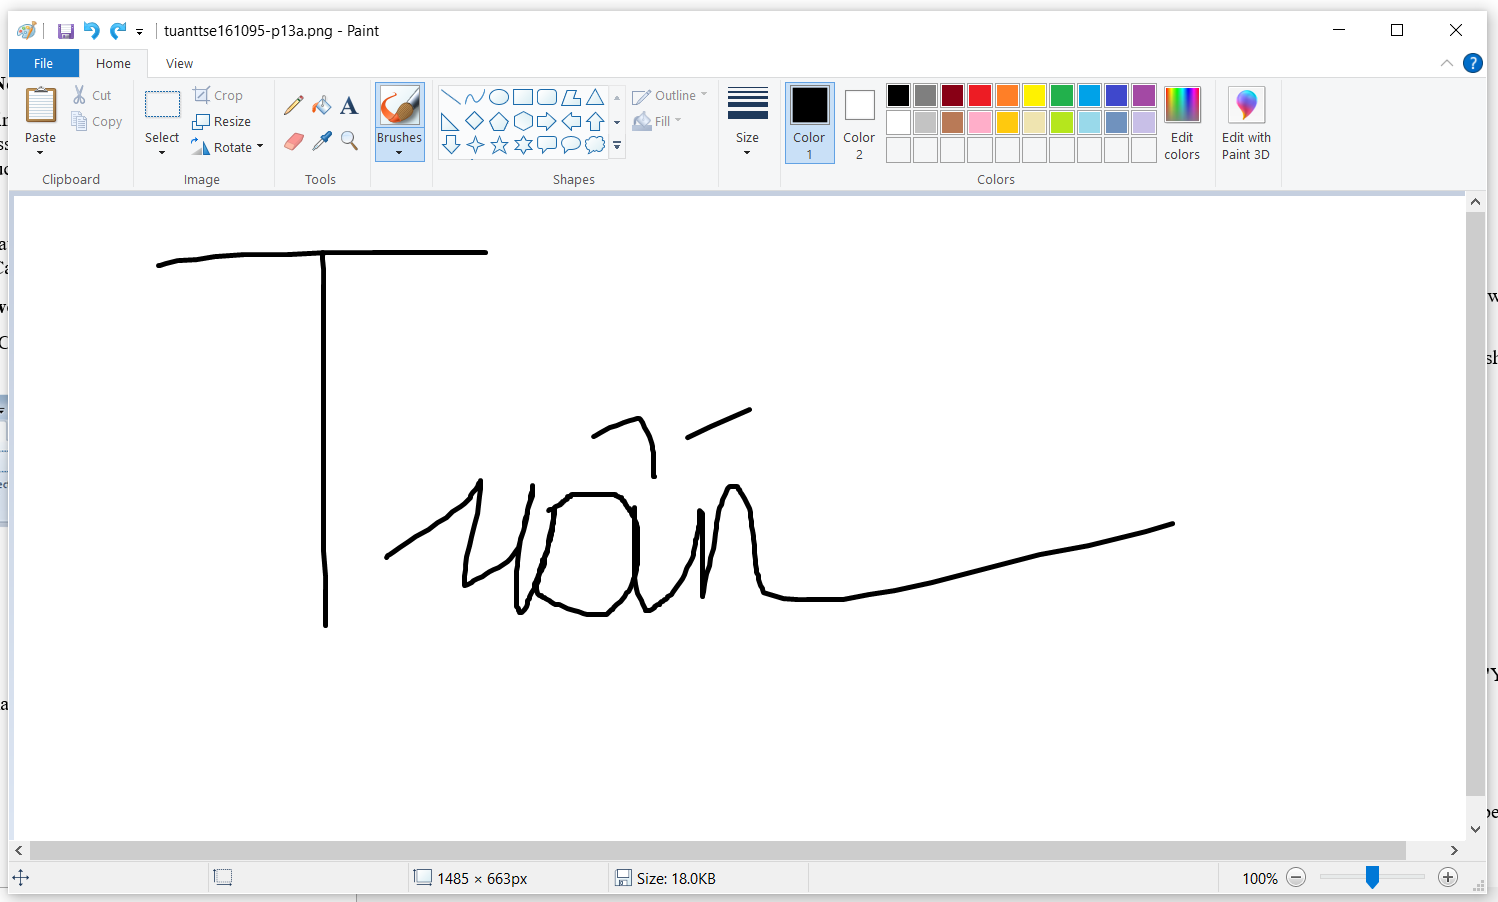 tuanttse161095-p13a.png - Paint
File Home View
Paste Cut Copy Select Crop Resize Rotate Brushes Outline Fill Size Color 1 Color 2 Edit colors Edit with Paint 3D
Clipboard Image Tools Shapes Colors
Tuấn
1485 × 663px Size: 18.0KB 100%